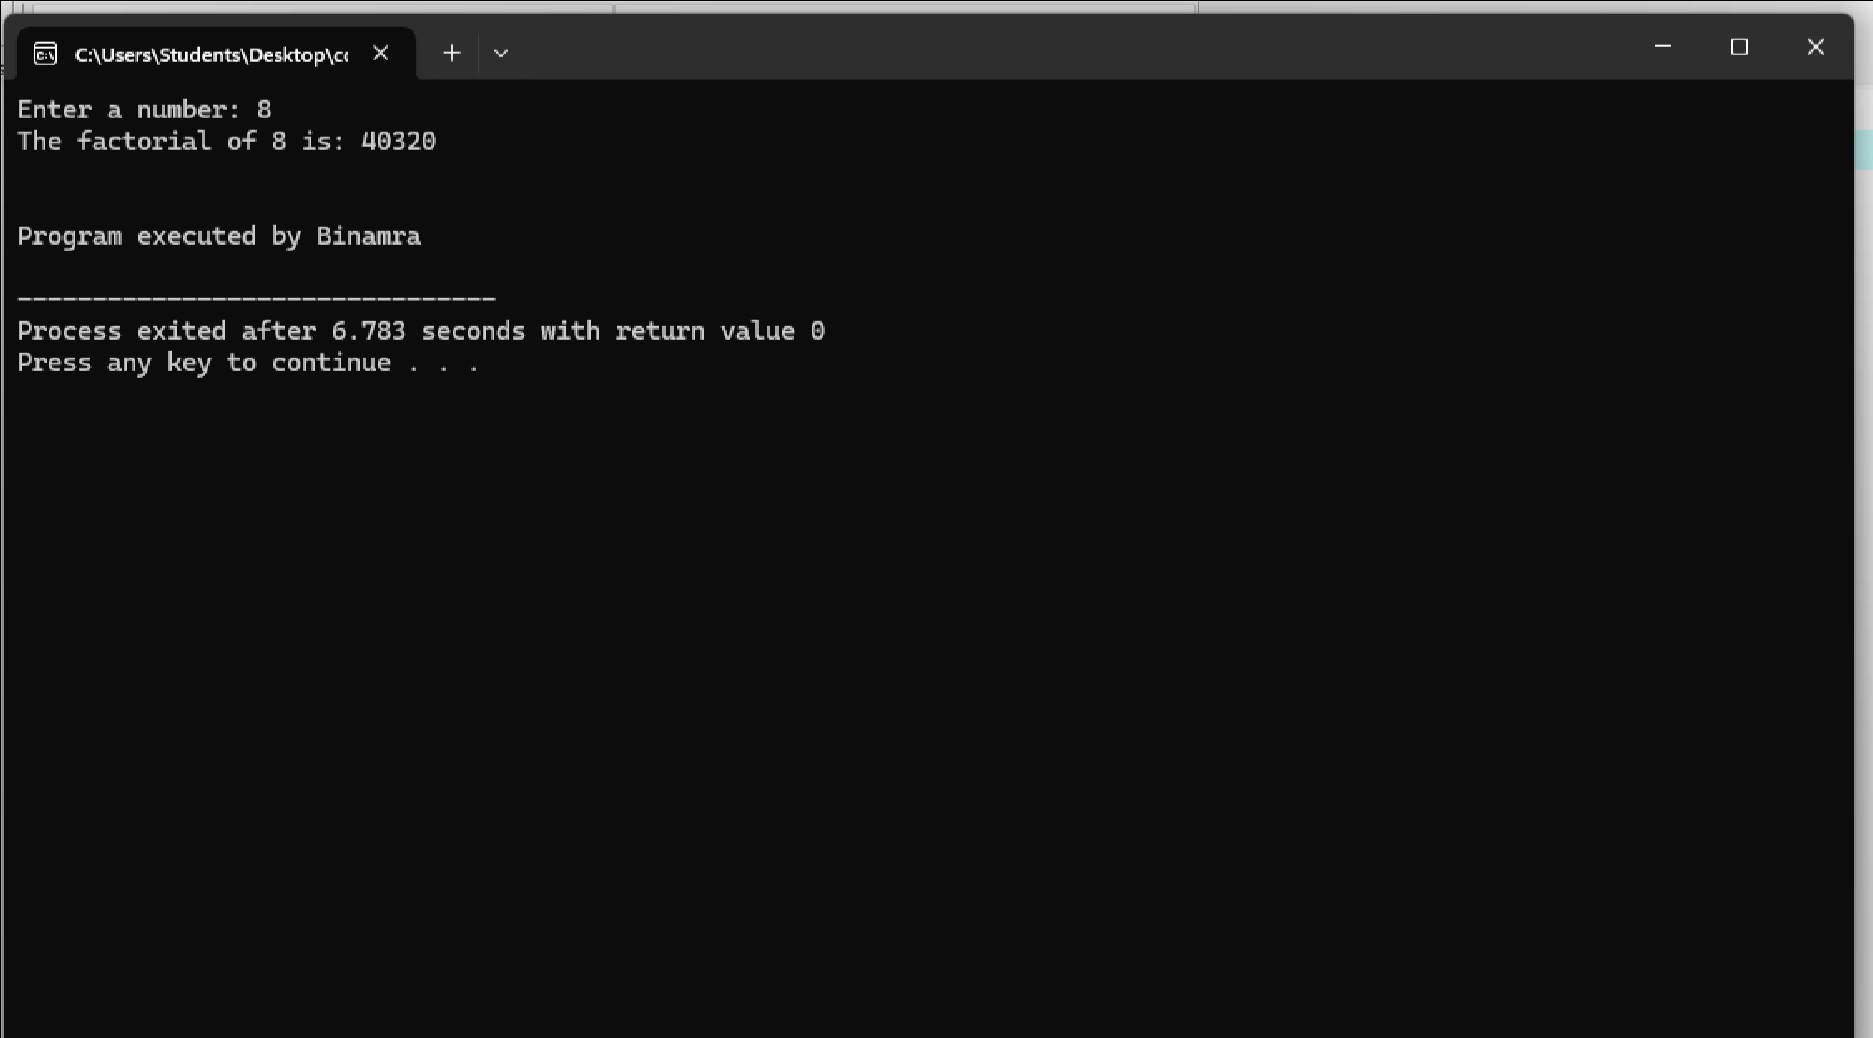 C:\Users\Students\Desktop\co
Enter a number: 8
The factorial of 8 is: 40320
Program executed by Binamra
--------------------------------
Process exited after 6.783 seconds with return value 0
Press any key to continue . . .